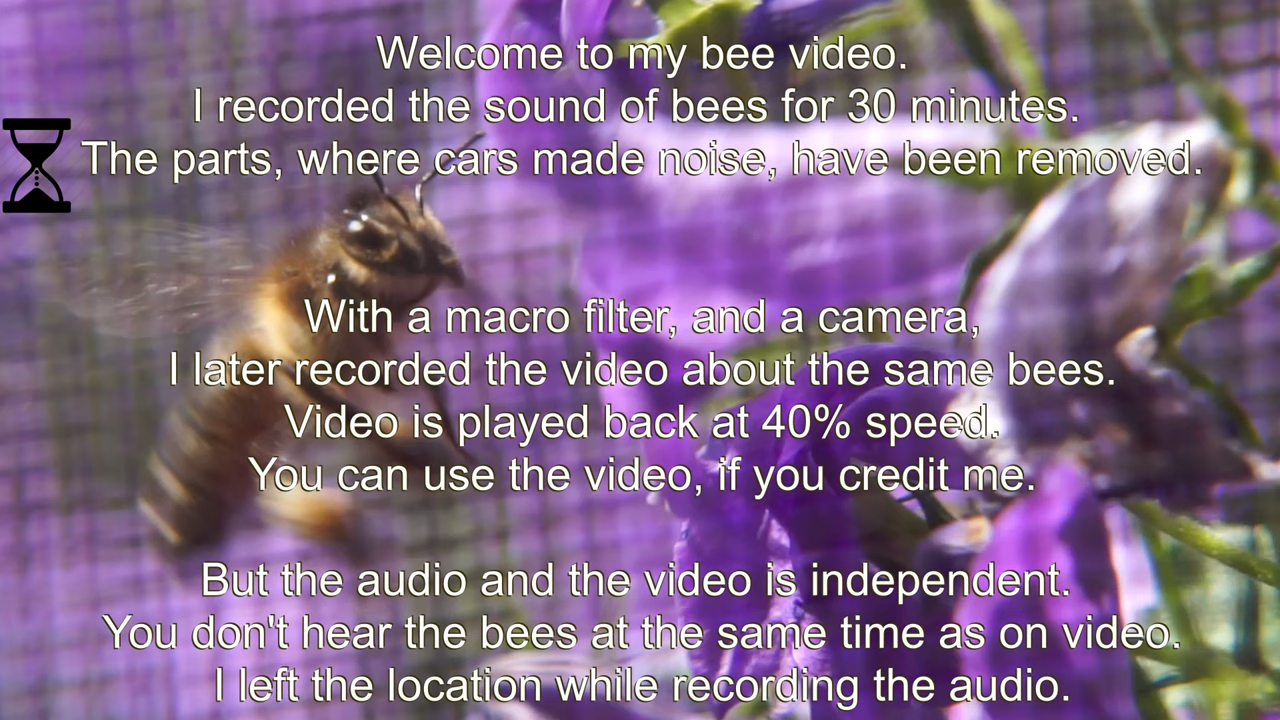 Welcome to my bee video.
I recorded the sound of bees for 30 minutes.
The parts, where cars made noise, have been removed.
With a macro filter, and a camera,
I later recorded the video about the same bees.
Video is played back at 40% speed.
You can use the video, if you credit me.
But the audio and the video is independent.
You don't hear the bees at the same time as on video.
I left the location while recording the audio.